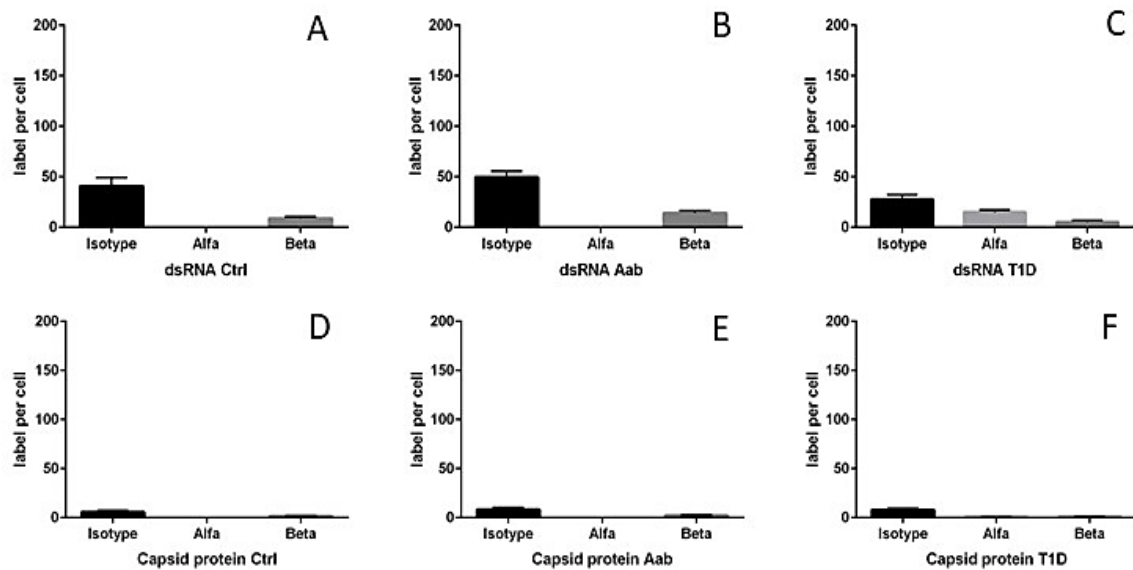 A
200
150
100
50
0
label per cell
Isotype
Alfa
Beta
dsRNA Ctrl
B
200
150
100
50
0
label per cell
Isotype
Alfa
Beta
dsRNA Aab
C
200
150
100
50
0
label per cell
Isotype
Alfa
Beta
dsRNA T1D
D
200
150
100
50
0
label per cell
Isotype
Alfa
Beta
Capsid protein Ctrl
E
200
150
100
50
0
label per cell
Isotype
Alfa
Beta
Capsid protein Aab
F
200
150
100
50
0
label per cell
Isotype
Alfa
Beta
Capsid protein T1D